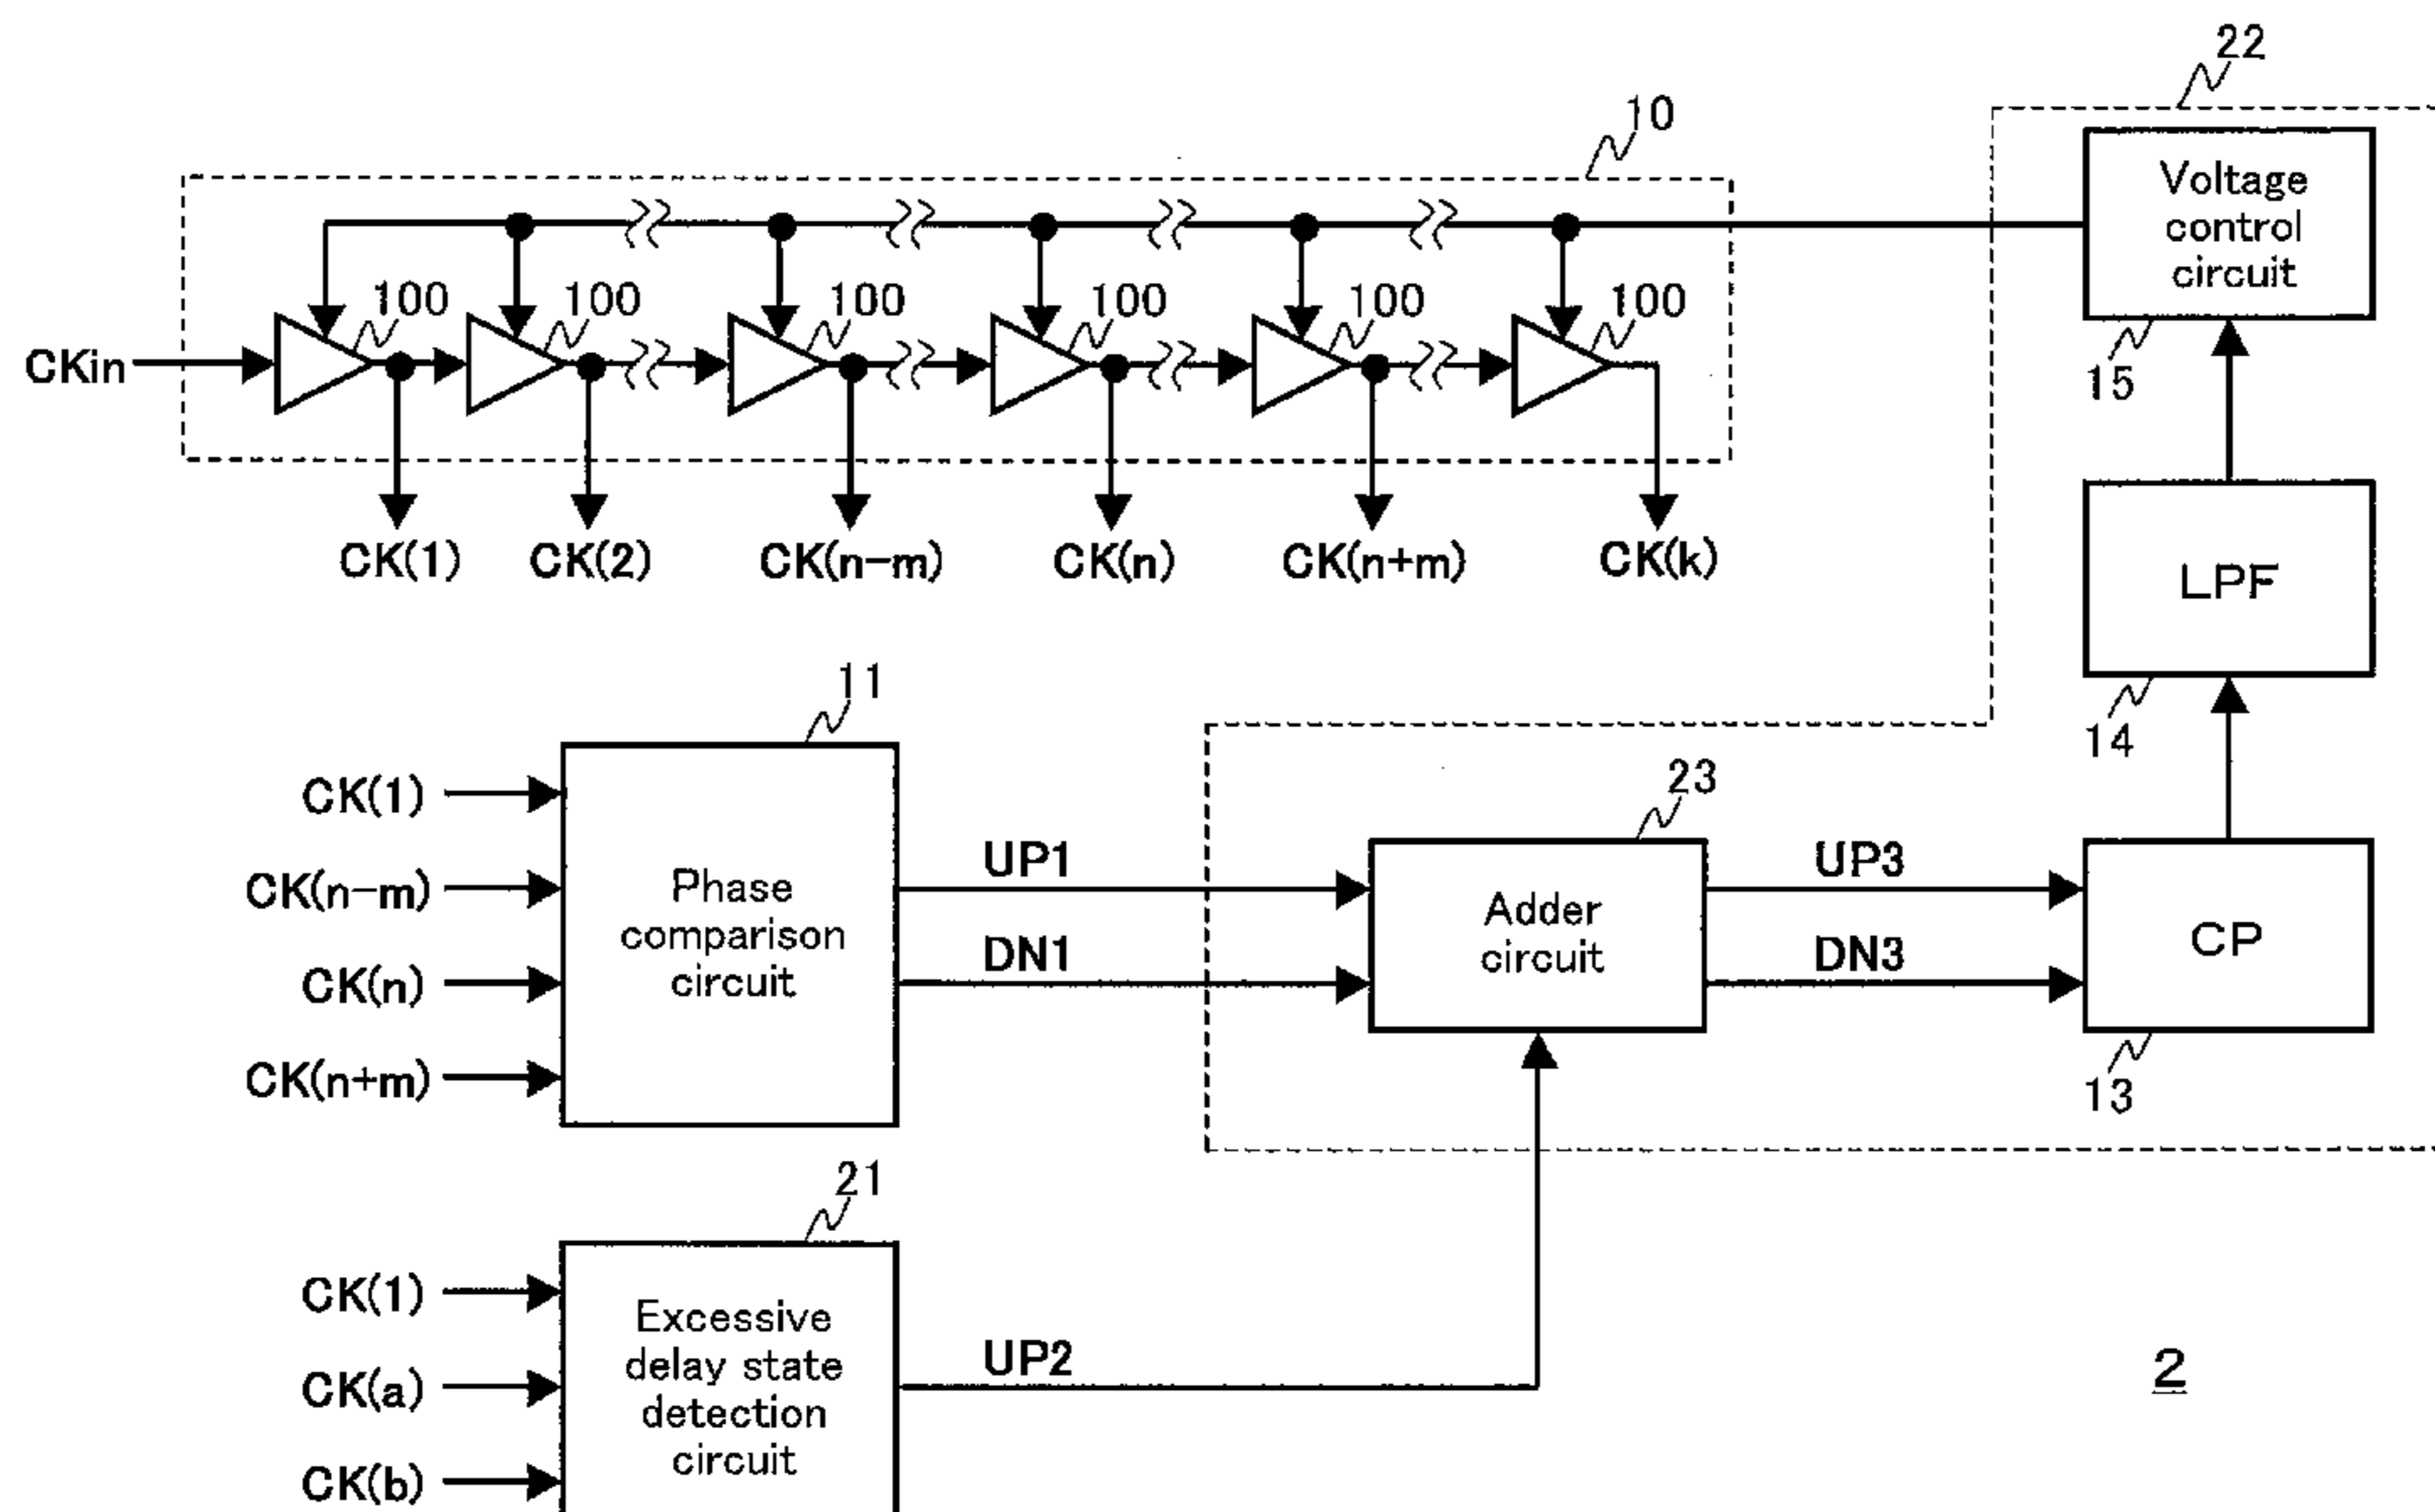 22
10
Voltage
control
circuit
100 100 100 100 100 100
CKin
15
CK(1) CK(2) CK(n-m) CK(n) CK(n+m) CK(k)
LPF
14
11
23
CK(1)
CK(n-m)
CK(n)
CK(n+m)
Phase
comparison
circuit
UP1
DN1
Adder
circuit
UP3
DN3
CP
13
21
CK(1)
CK(a)
CK(b)
Excessive
delay state
detection
circuit
UP2
2